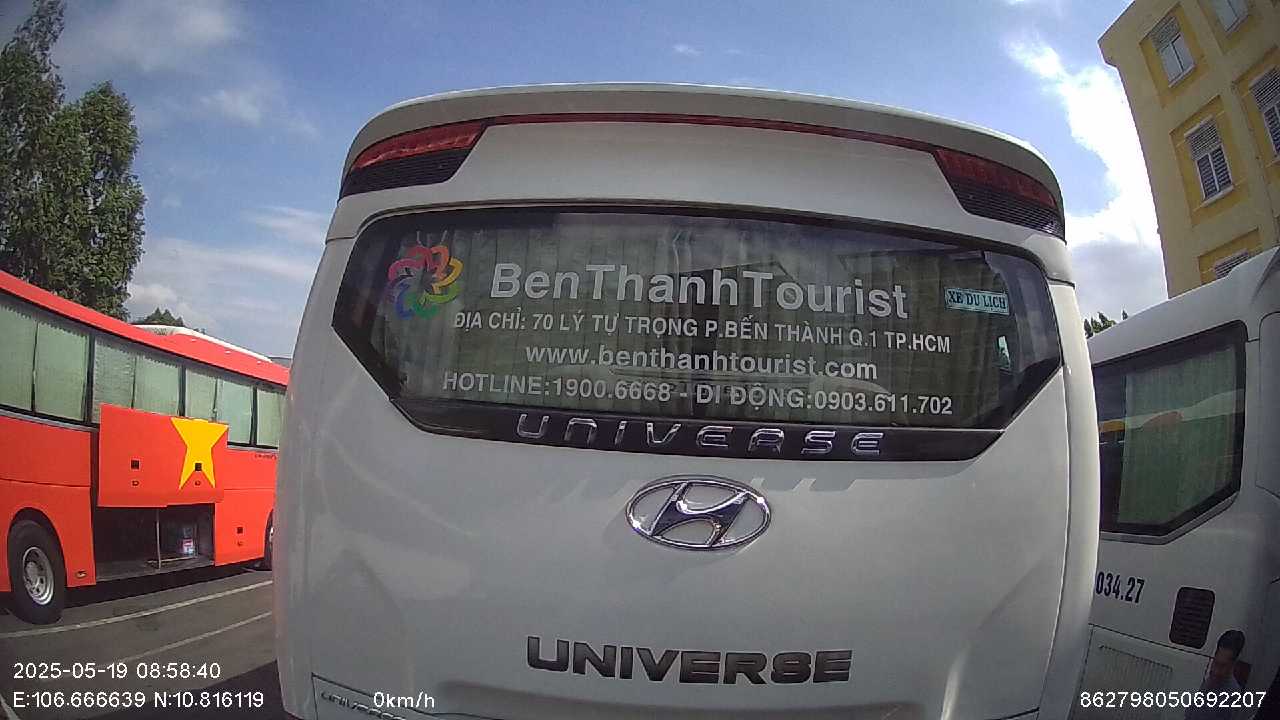 BenThanhTourist
XE DU LỊCH
ĐỊA CHỈ: 70 LÝ TỰ TRỌNG P.BẾN THÀNH Q.1 TP.HCM
www.benthanhtourist.com
HOTLINE:1900.6668 - DI ĐỘNG:0903.611.702
UNIVERSE
034.27
UNIVERSE
UNIVERSE
2025-05-19 08:58:40
E:106.666639 N:10.816119
0km/h
862798050692207